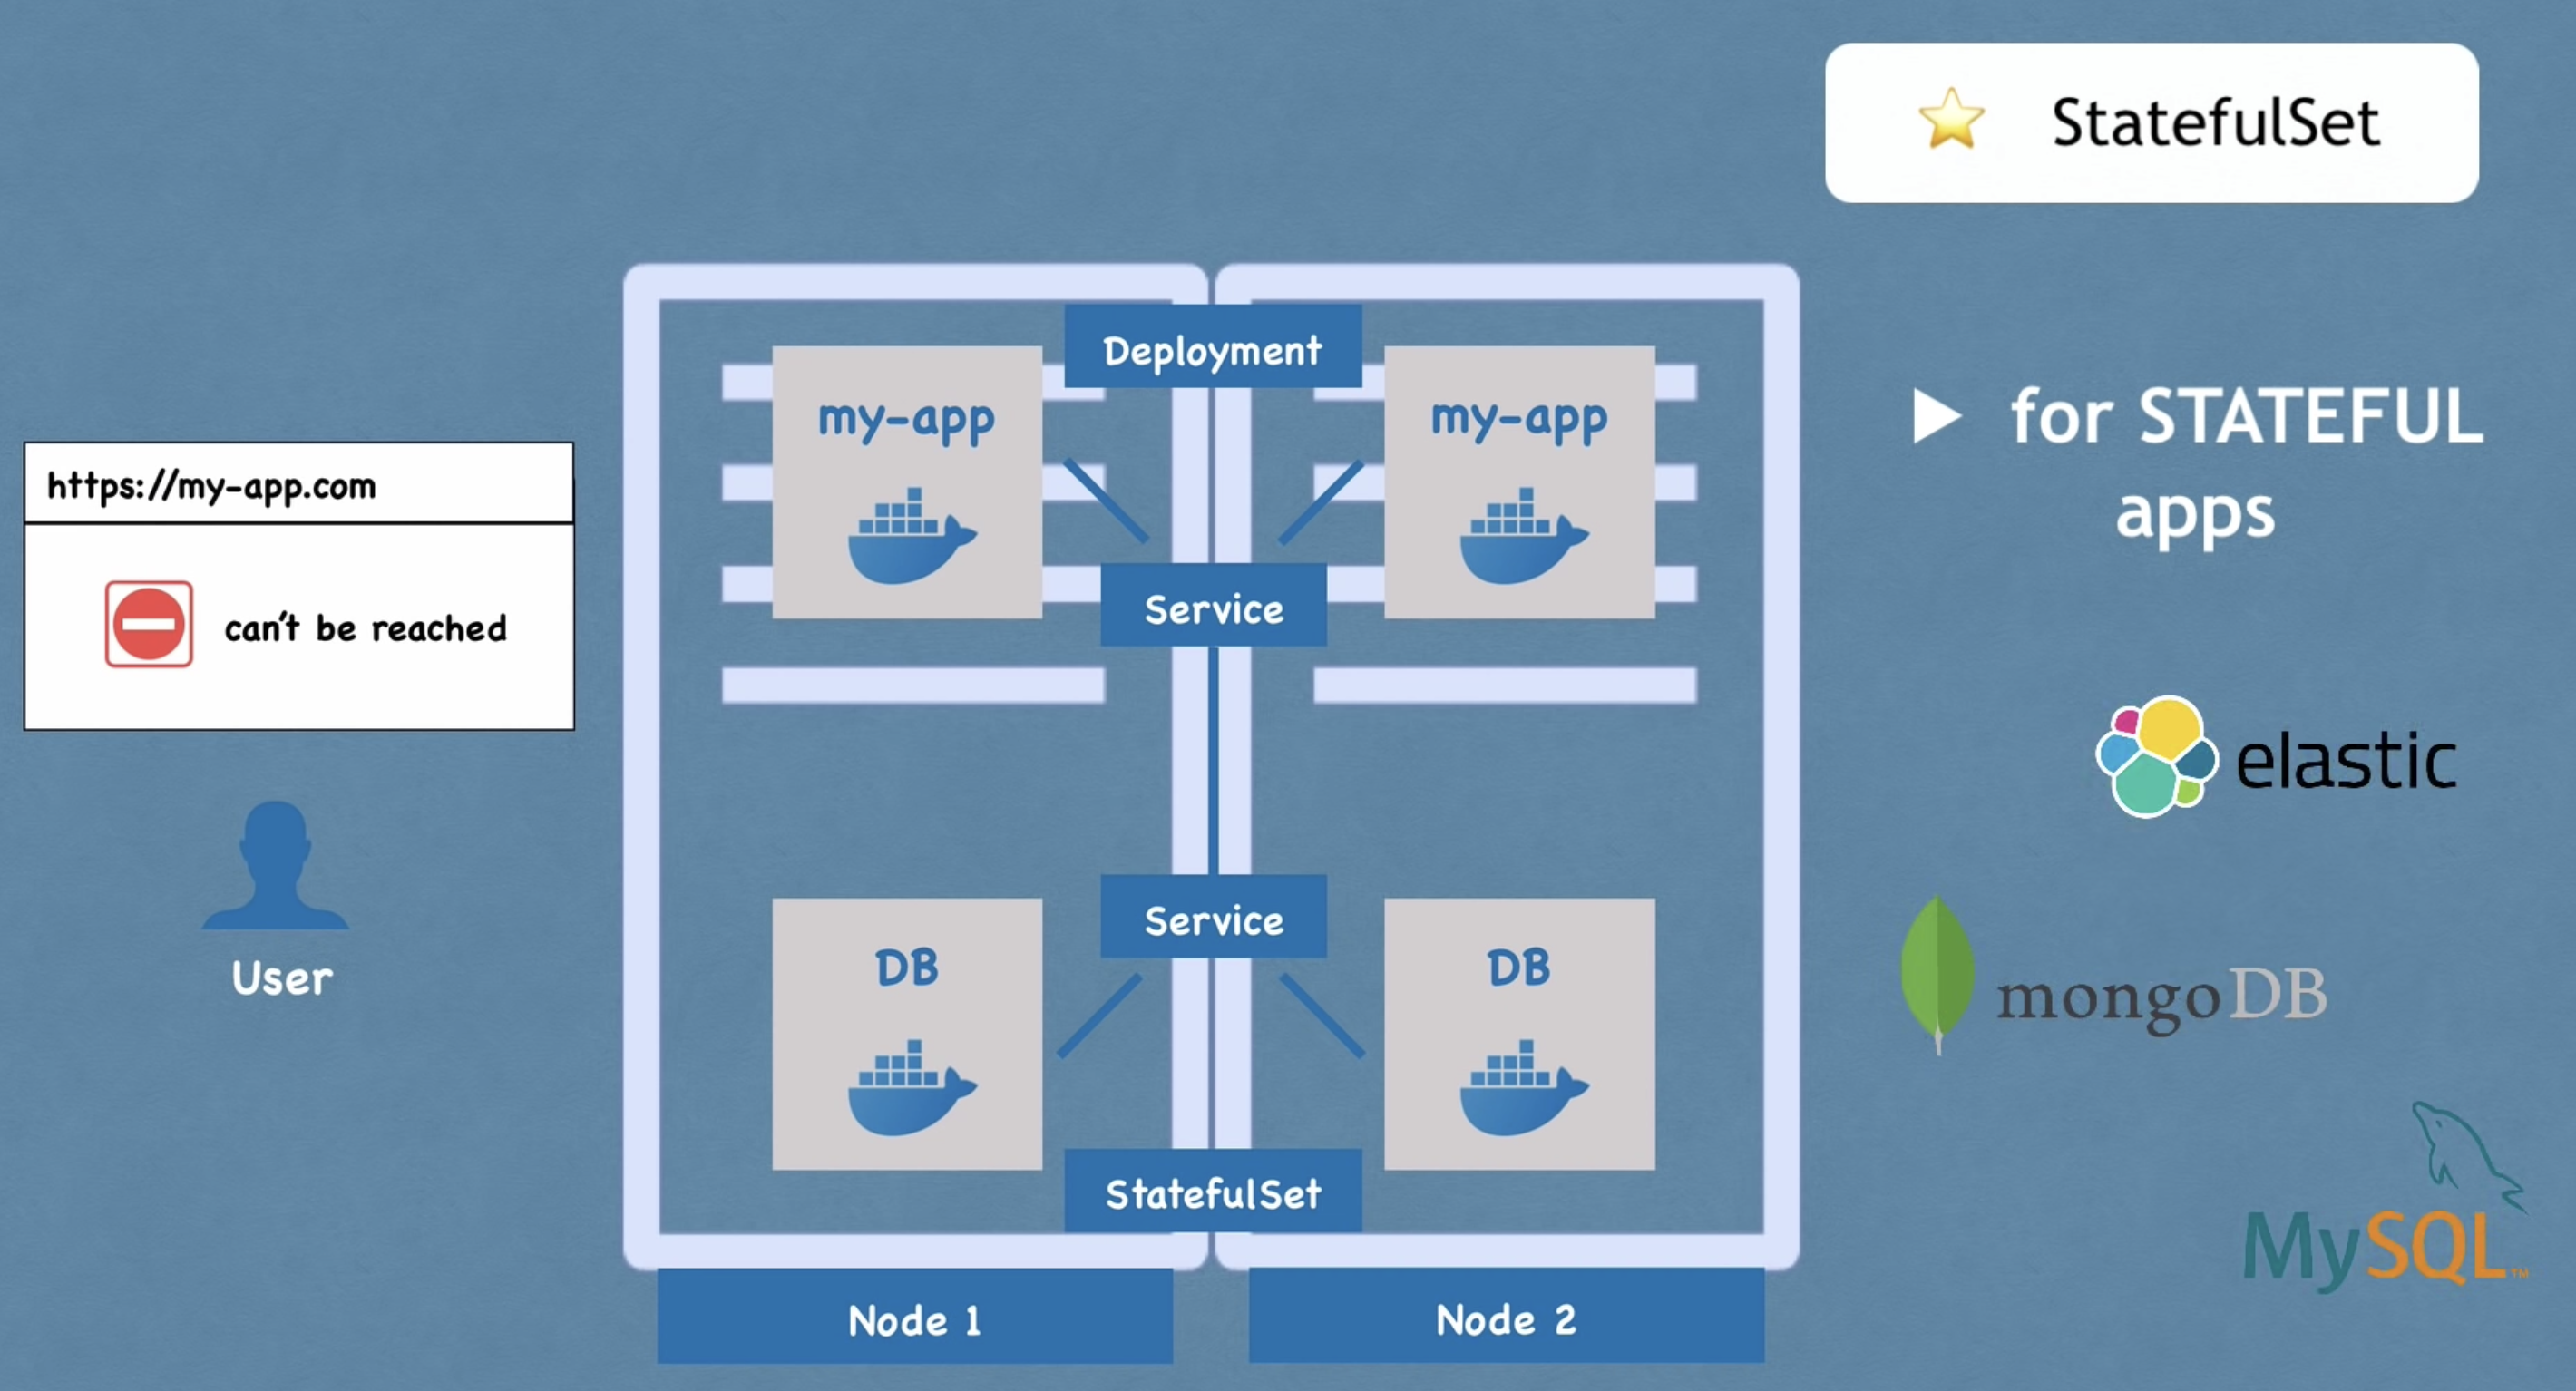 StatefulSet
for STATEFUL
apps
https://my-app.com
can't be reached
User
Deployment
my-app
my-app
Service
Service
DB
DB
StatefulSet
Node 1
Node 2
elastic
mongoDB
MySQL™